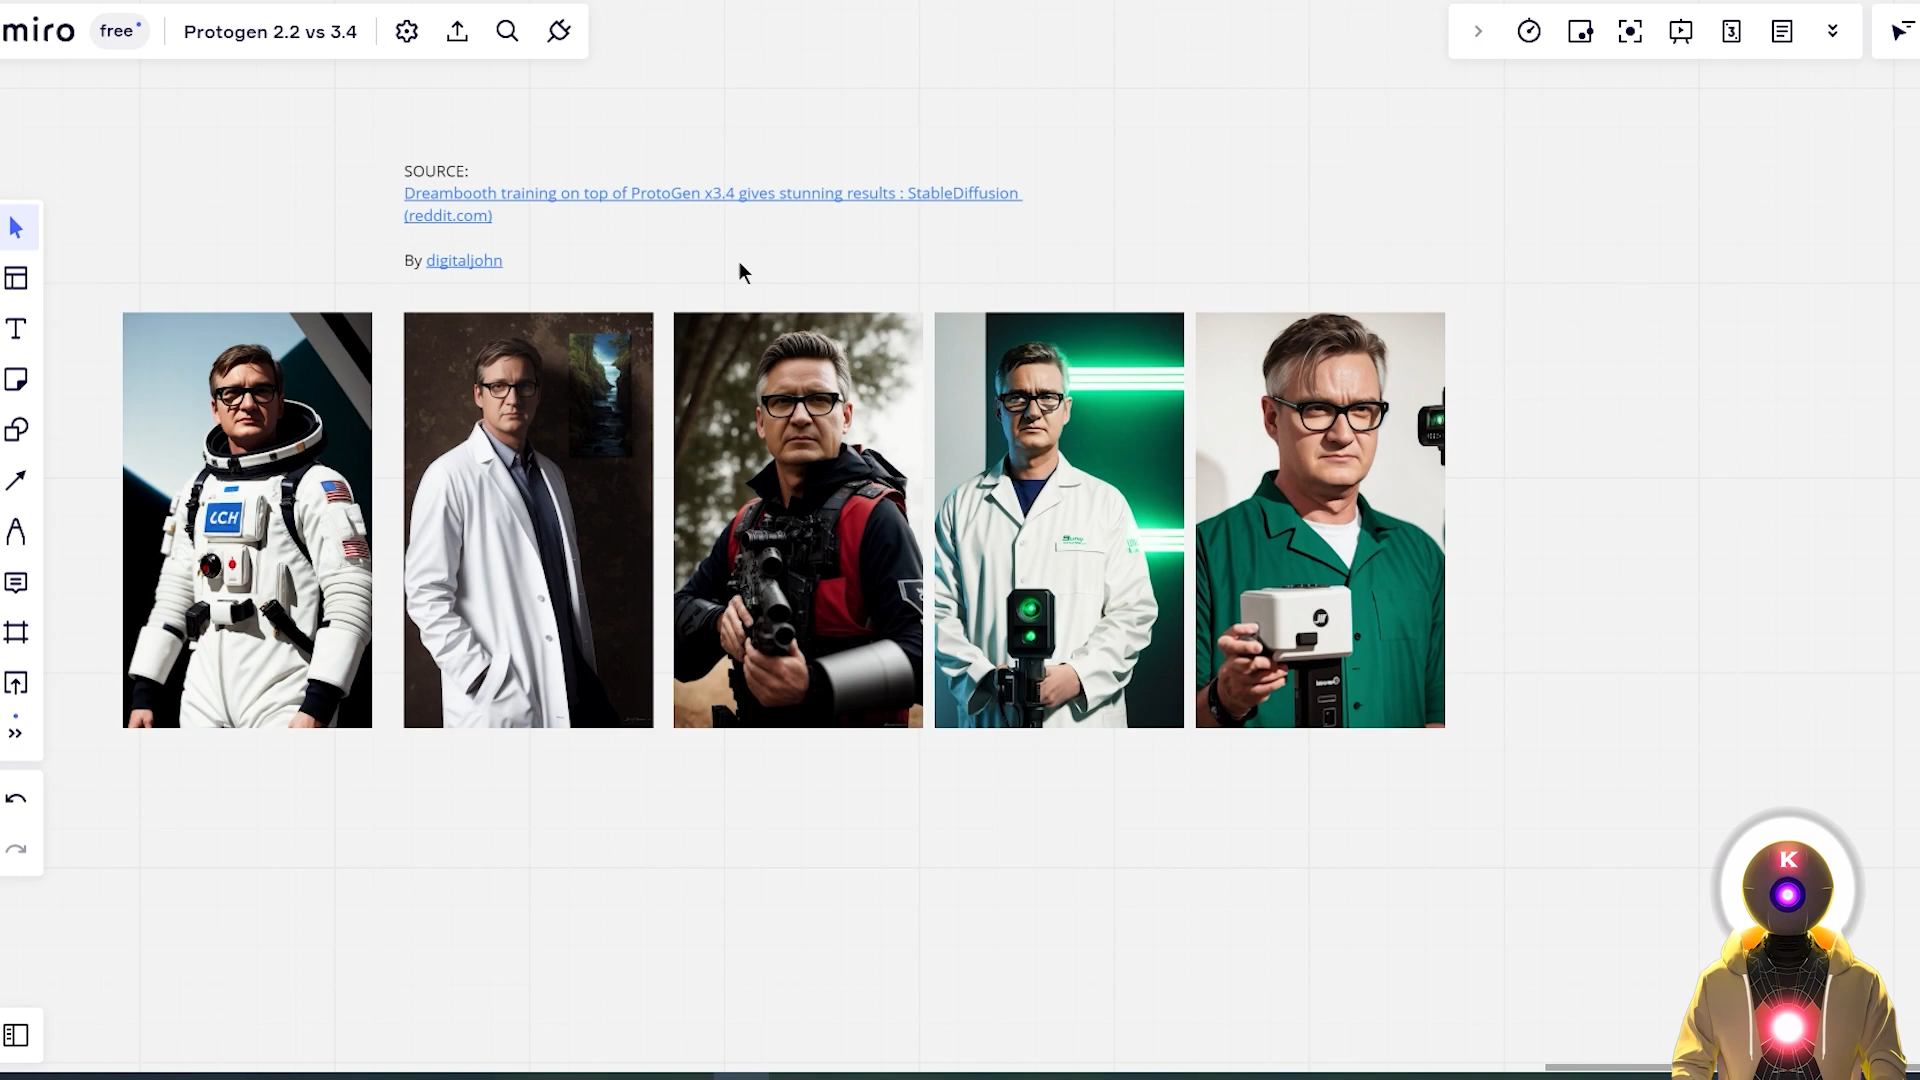 miro free Protogen 2.2 vs 3.4
SOURCE:
Dreambooth training on top of ProtoGen x3.4 gives stunning results : StableDiffusion
(reddit.com)
By digitaljohn
LCH
K